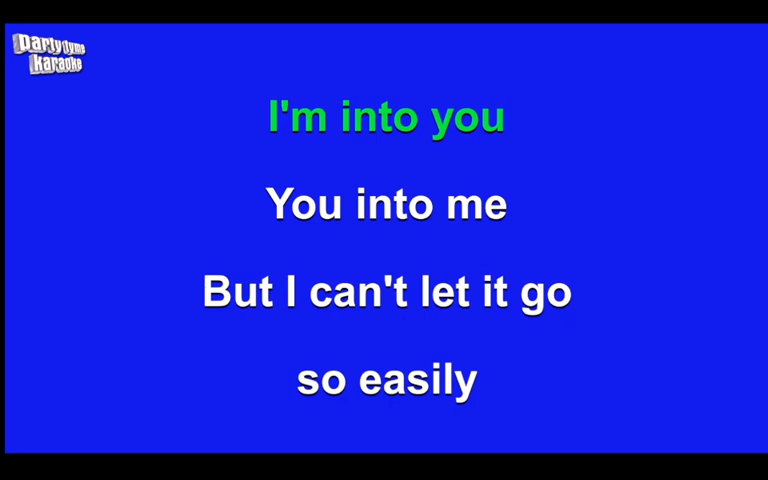 party tyme
karaoke
I'm into you
You into me
But I can't let it go
so easily